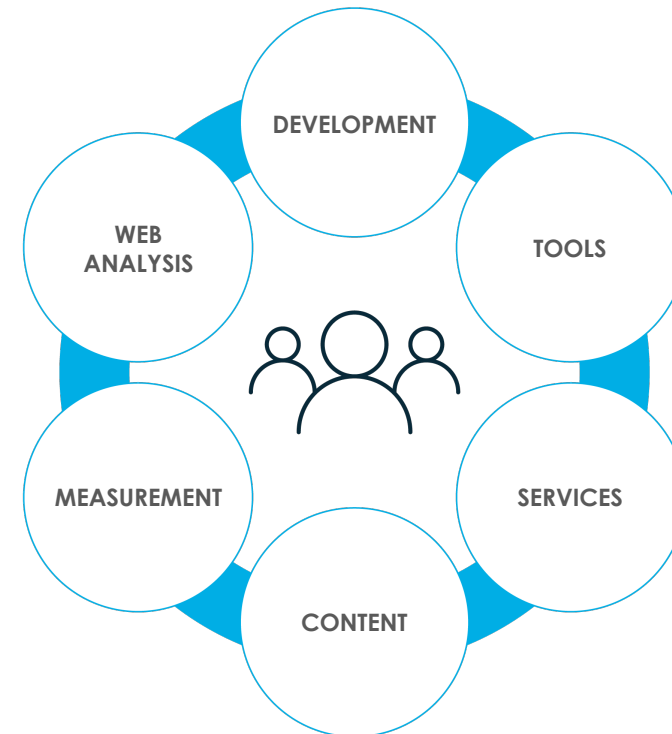 DEVELOPMENT
WEB
ANALYSIS
TOOLS
MEASUREMENT
SERVICES
CONTENT